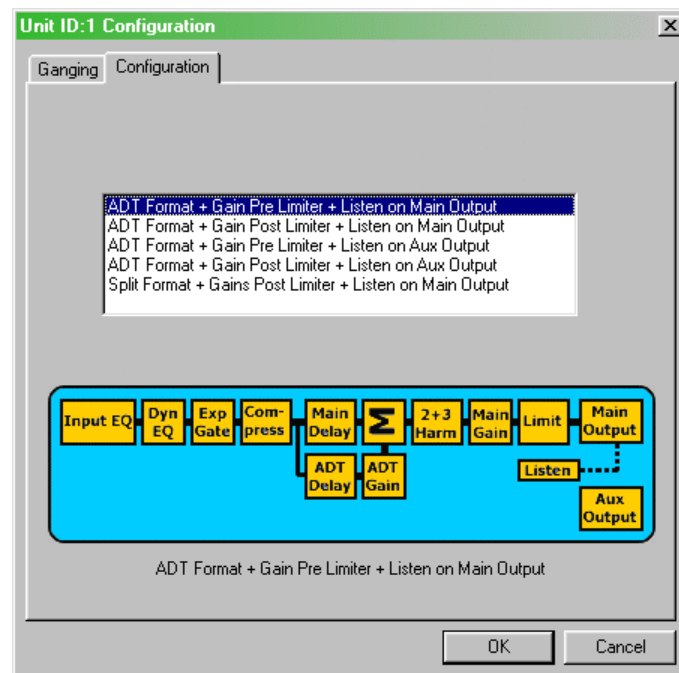 Unit ID:1 Configuration
Ganging Configuration
ADT Format + Gain Pre Limiter + Listen on Main Output
ADT Format + Gain Post Limiter + Listen on Main Output
ADT Format + Gain Pre Limiter + Listen on Aux Output
ADT Format + Gain Post Limiter + Listen on Aux Output
Split Format + Gains Post Limiter + Listen on Main Output
Input EQ
Dyn
EQ
Exp
Gate
Com-
press
Main
Delay
Σ
2+3
Harm
Main
Gain
Limit
Main
Output
ADT
Delay
ADT
Gain
Listen
Aux
Output
ADT Format + Gain Pre Limiter + Listen on Main Output
OK Cancel